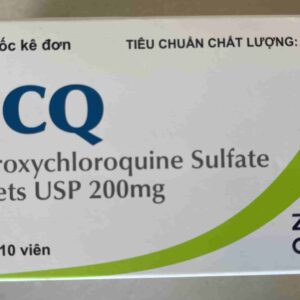 ốc kê đơn
TIÊU CHUẨN CHẤT LƯỢNG:
CQ
roxychloroquine Sulfate
ets USP 200mg
10 viên
Z
C